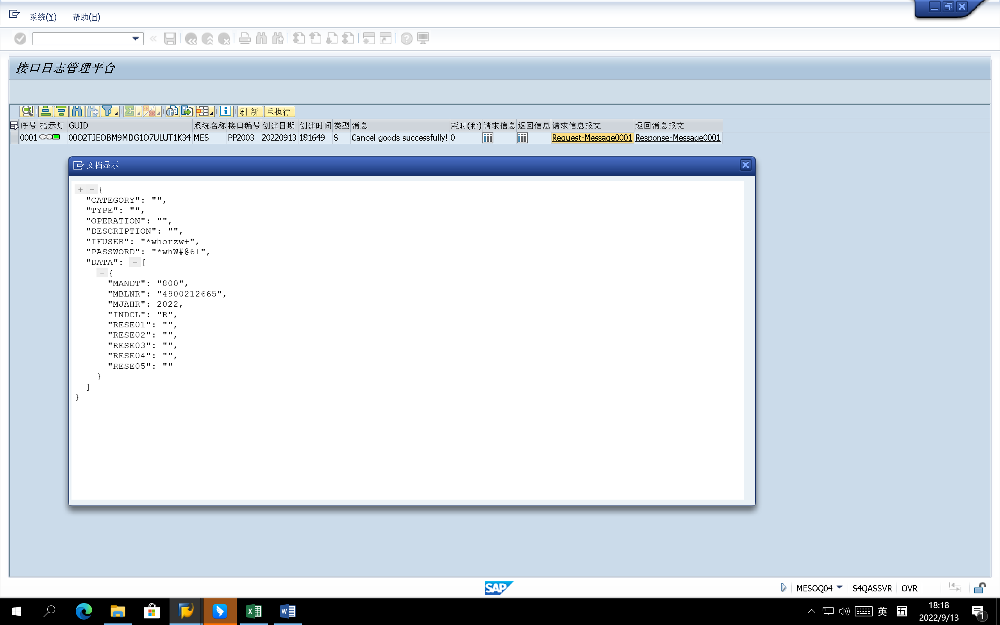 系统(Y) 帮助(H)
接口日志管理平台
刷 新 重执行
序号 指示灯 GUID 系统名称 接口编号 创建日期 创建时间 类型 消息 耗时(秒) 请求信息 返回信息 请求信息报文 返回消息报文
0001 00O2TJEOBM9MDG1O7ULUT1K34 MES PP2003 20220913 181649 S Cancel goods successfully! 0 Request-Message0001 Response-Message0001
文档显示
+ - {
"CATEGORY": "",
"TYPE": "",
"OPERATION": "",
"DESCRIPTION": "",
"IFUSER": "*whorzw+",
"PASSWORD": "*whW#@6l",
"DATA": - [
- {
"MANDT": "800",
"MBLNR": "4900212665",
"MJAHR": 2022,
"INDCL": "R",
"RESE01": "",
"RESE02": "",
"RESE03": "",
"RESE04": "",
"RESE05": ""
}
]
}
SAP MESOQ04 S4QASSVR OVR
英 五 18:18
2022/9/13 1